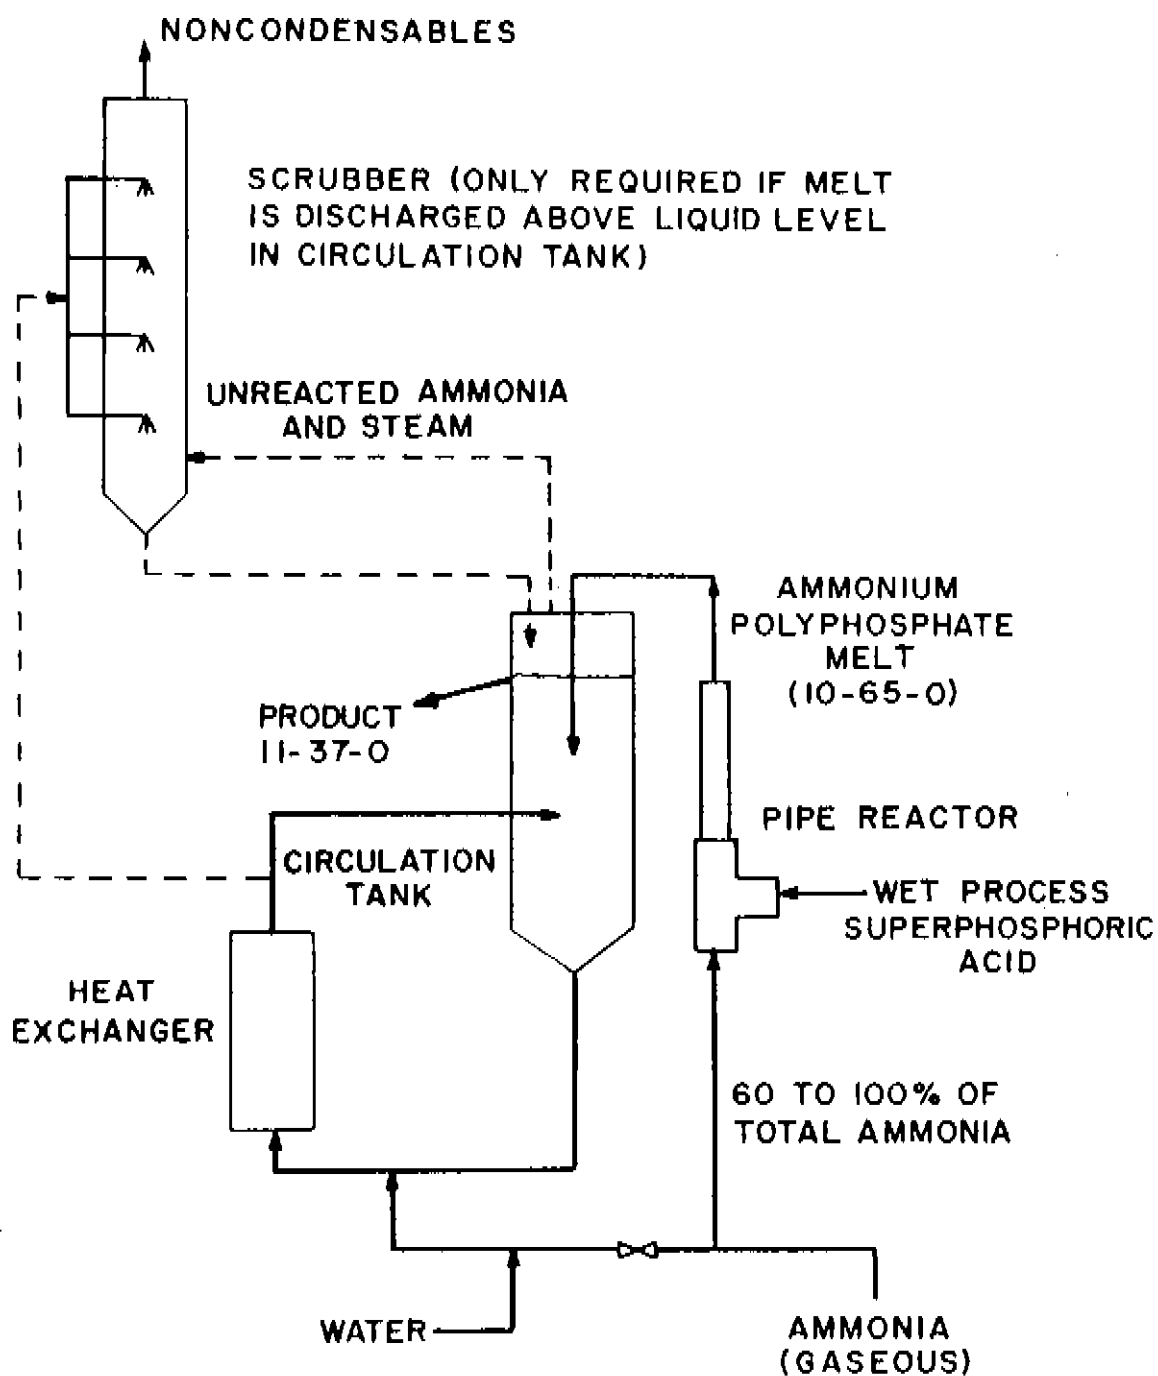 NONCONDENSABLES
SCRUBBER (ONLY REQUIRED IF MELT
IS DISCHARGED ABOVE LIQUID LEVEL
IN CIRCULATION TANK)
UNREACTED AMMONIA
AND STEAM
AMMONIUM
POLYPHOSPHATE
MELT
(10-65-0)
PRODUCT
11-37-0
PIPE REACTOR
CIRCULATION
TANK
WET PROCESS
SUPERPHOSPHORIC
ACID
HEAT
EXCHANGER
60 TO 100% OF
TOTAL AMMONIA
WATER
AMMONIA
(GASEOUS)